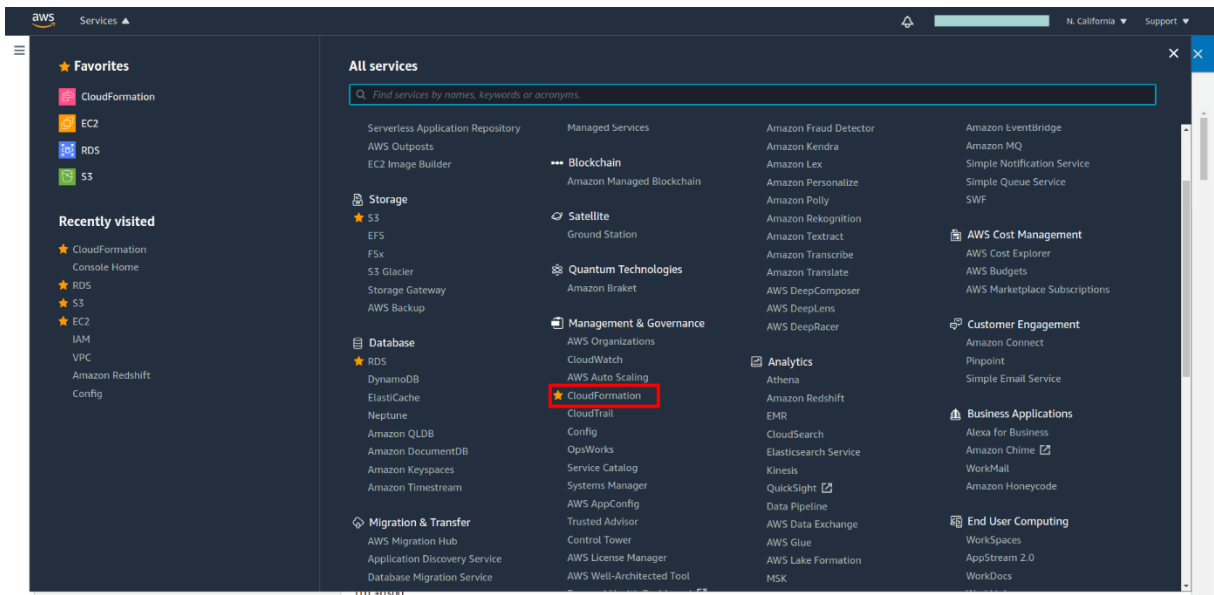 aws
Services ▲
N. California ▼
Support ▼
Favorites
CloudFormation
EC2
RDS
S3
Recently visited
CloudFormation
Console Home
RDS
S3
EC2
IAM
VPC
Amazon Redshift
Config
All services
Find services by names, keywords or acronyms.
Serverless Application Repository
AWS Outposts
EC2 Image Builder
Storage
S3
EFS
FSx
S3 Glacier
Storage Gateway
AWS Backup
Database
RDS
DynamoDB
ElastiCache
Neptune
Amazon QLDB
Amazon DocumentDB
Amazon Keyspaces
Amazon Timestream
Migration & Transfer
AWS Migration Hub
Application Discovery Service
Database Migration Service
Managed Services
Blockchain
Amazon Managed Blockchain
Satellite
Ground Station
Quantum Technologies
Amazon Braket
Management & Governance
AWS Organizations
CloudWatch
AWS Auto Scaling
CloudFormation
CloudTrail
Config
OpsWorks
Service Catalog
Systems Manager
AWS AppConfig
Trusted Advisor
Control Tower
AWS License Manager
AWS Well-Architected Tool
Amazon Fraud Detector
Amazon Kendra
Amazon Lex
Amazon Personalize
Amazon Polly
Amazon Rekognition
Amazon Textract
Amazon Transcribe
Amazon Translate
AWS DeepComposer
AWS DeepLens
AWS DeepRacer
Analytics
Athena
Amazon Redshift
EMR
CloudSearch
Elasticsearch Service
Kinesis
QuickSight
Data Pipeline
AWS Data Exchange
AWS Glue
AWS Lake Formation
MSK
Amazon EventBridge
Amazon MQ
Simple Notification Service
Simple Queue Service
SWF
AWS Cost Management
AWS Cost Explorer
AWS Budgets
AWS Marketplace Subscriptions
Customer Engagement
Amazon Connect
Pinpoint
Simple Email Service
Business Applications
Alexa for Business
Amazon Chime
WorkMail
Amazon Honeycode
End User Computing
WorkSpaces
AppStream 2.0
WorkDocs